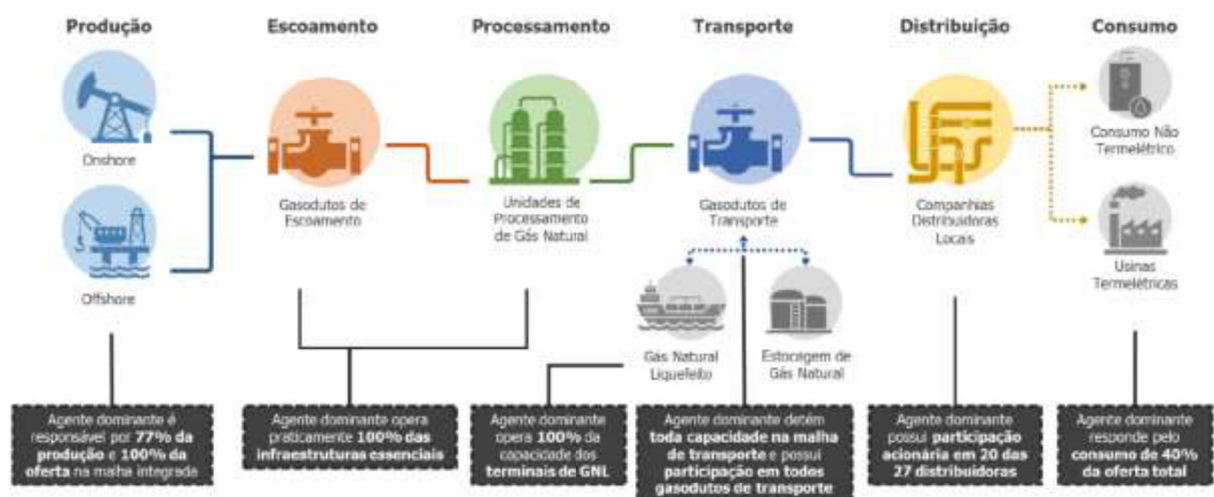 Produção
Escoamento
Processamento
Transporte
Distribuição
Consumo
Onshore
Offshore
Gasodutos de
Escoamento
Unidades de
Processamento
de Gás Natural
Gasodutos de
Transporte
Gás Natural
Liquefeito
Estocagem de
Gás Natural
Companhias
Distribuidoras
Locais
Consumo Não
Termelétrico
Usinas
Termelétricas
Agente dominante é
responsável por 77% da
produção e 100% da
oferta na malha integrada
Agente dominante opera
praticamente 100% das
infraestruturas essenciais
Agente dominante
opera 100% da
capacidade dos
terminais de GNL
Agente dominante detém
toda capacidade na malha
de transporte e possui
participação em todos
gasodutos de transporte
Agente dominante
possui participação
acionária em 20 das
27 distribuidoras
Agente dominante
responde pelo
consumo de 40%
da oferta total